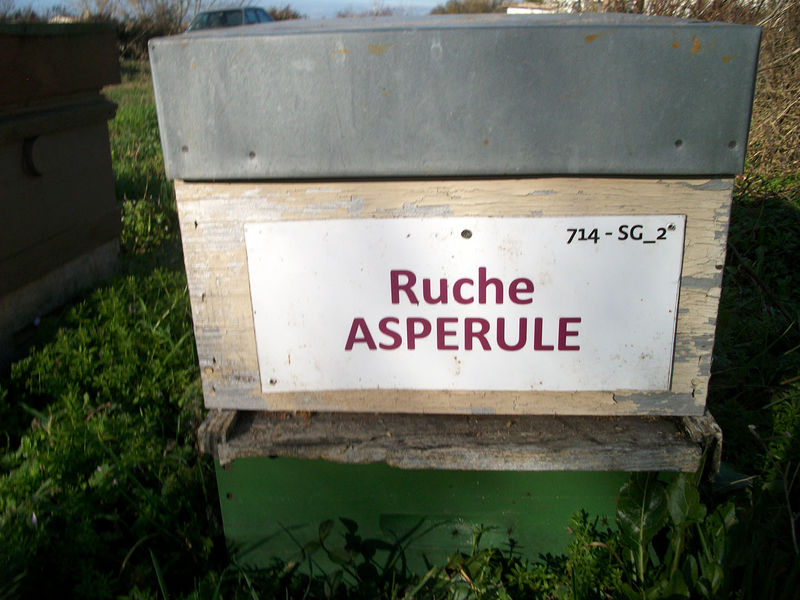 714 - SG_2
Ruche
ASPERULE